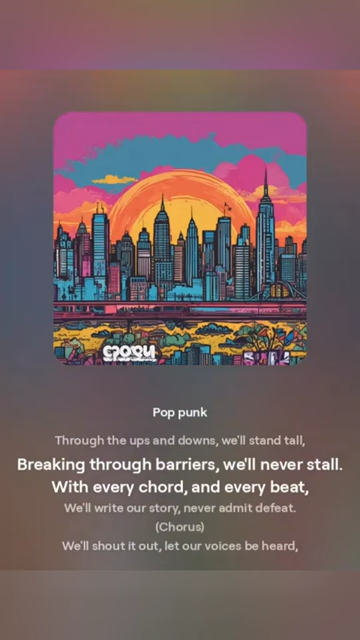 Pop punk
Through the ups and downs, we'll stand tall,
Breaking through barriers, we'll never stall.
With every chord, and every beat,
We'll write our story, never admit defeat.
(Chorus)
We'll shout it out, let our voices be heard,